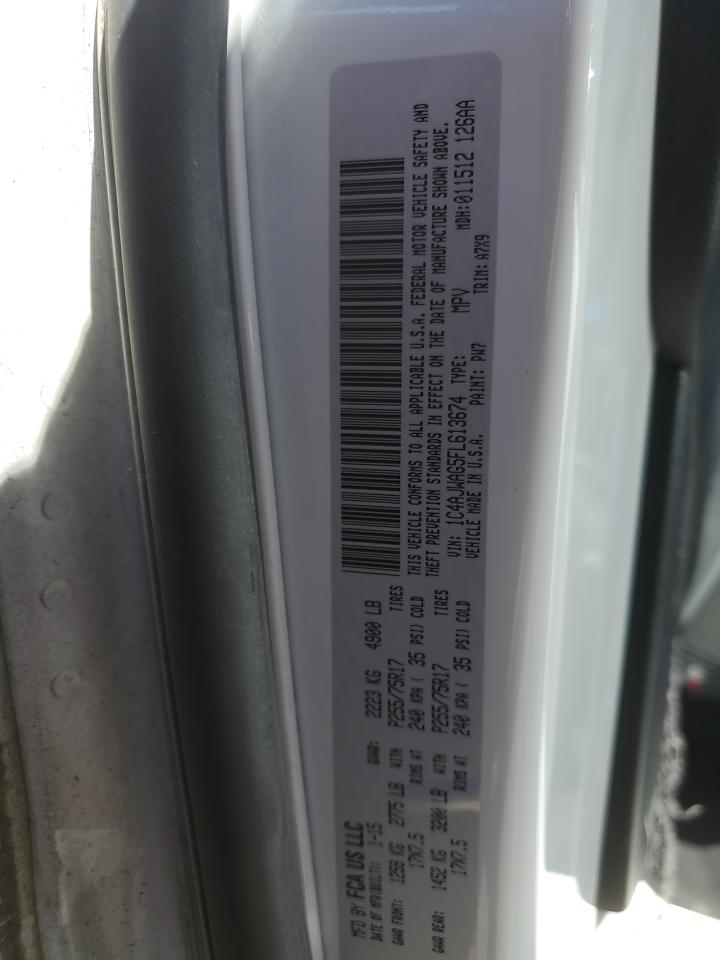 MFD BY FCA US LLC
DATE OF MFR(BUILT): 1-15 GVWR: 2223 KG 4900 LB
GAWR FRONT: 1259 KG 2775 LB WITH P255/75R17 TIRES
17X7.5 RIMS AT 240 KPA ( 35 PSI) COLD
GAWR REAR: 1452 KG 3200 LB WITH P255/75R17 TIRES
17X7.5 RIMS AT 240 KPA ( 35 PSI) COLD
THIS VEHICLE CONFORMS TO ALL APPLICABLE U.S.A. FEDERAL MOTOR VEHICLE SAFETY AND
THEFT PREVENTION STANDARDS IN EFFECT ON THE DATE OF MANUFACTURE SHOWN ABOVE.
VIN: 1C4AJWAG5FL613674 TYPE: MPV MDH:011512 126AA
VEHICLE MADE IN U.S.A. PAINT: PW7 TRIM: A7X9